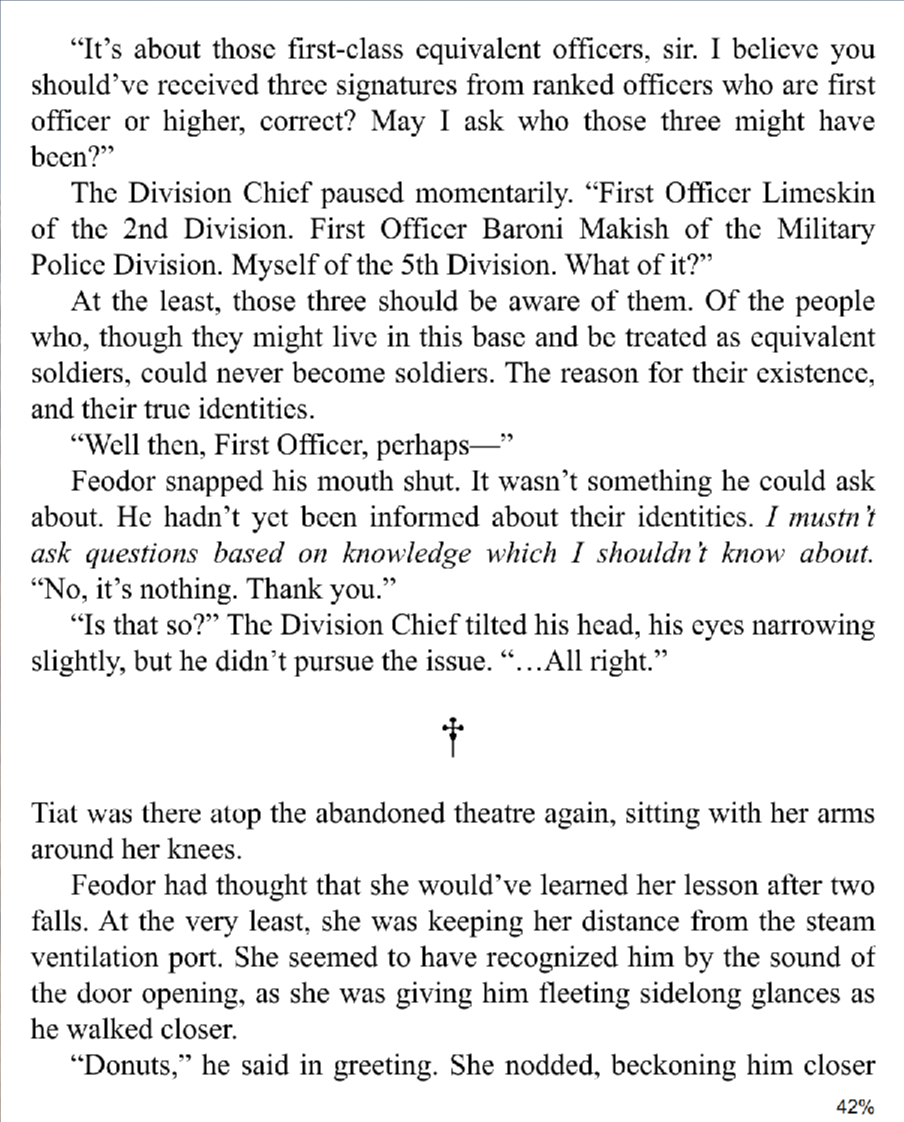 “It’s about those first-class equivalent officers, sir. I believe you
should’ve received three signatures from ranked officers who are first
officer or higher, correct? May I ask who those three might have
been?”
The Division Chief paused momentarily. “First Officer Limeskin
of the 2nd Division. First Officer Baroni Makish of the Military
Police Division. Myself of the 5th Division. What of it?”
At the least, those three should be aware of them. Of the people
who, though they might live in this base and be treated as equivalent
soldiers, could never become soldiers. The reason for their existence,
and their true identities.
“Well then, First Officer, perhaps—”
Feodor snapped his mouth shut. It wasn’t something he could ask
about. He hadn’t yet been informed about their identities. I mustn’t
ask questions based on knowledge which I shouldn’t know about.
“No, it’s nothing. Thank you.”
“Is that so?” The Division Chief tilted his head, his eyes narrowing
slightly, but he didn’t pursue the issue. “…All right.”
Tiat was there atop the abandoned theatre again, sitting with her arms
around her knees.
Feodor had thought that she would’ve learned her lesson after two
falls. At the very least, she was keeping her distance from the steam
ventilation port. She seemed to have recognized him by the sound of
the door opening, as she was giving him fleeting sidelong glances as
he walked closer.
“Donuts,” he said in greeting. She nodded, beckoning him closer
42%